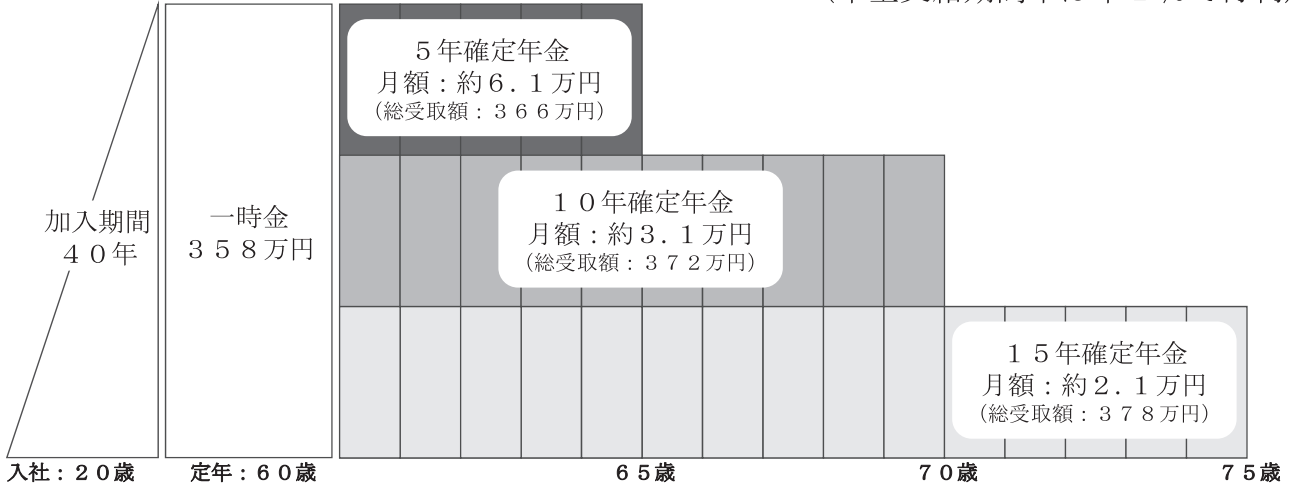 5年確定年金
月額：約6.1万円
(総受取額：366万円)
10年確定年金
月額：約3.1万円
(総受取額：372万円)
加入期間
40年
一時金
358万円
15年確定年金
月額：約2.1万円
(総受取額：378万円)
入社：20歳
定年：60歳
65歳
70歳
75歳